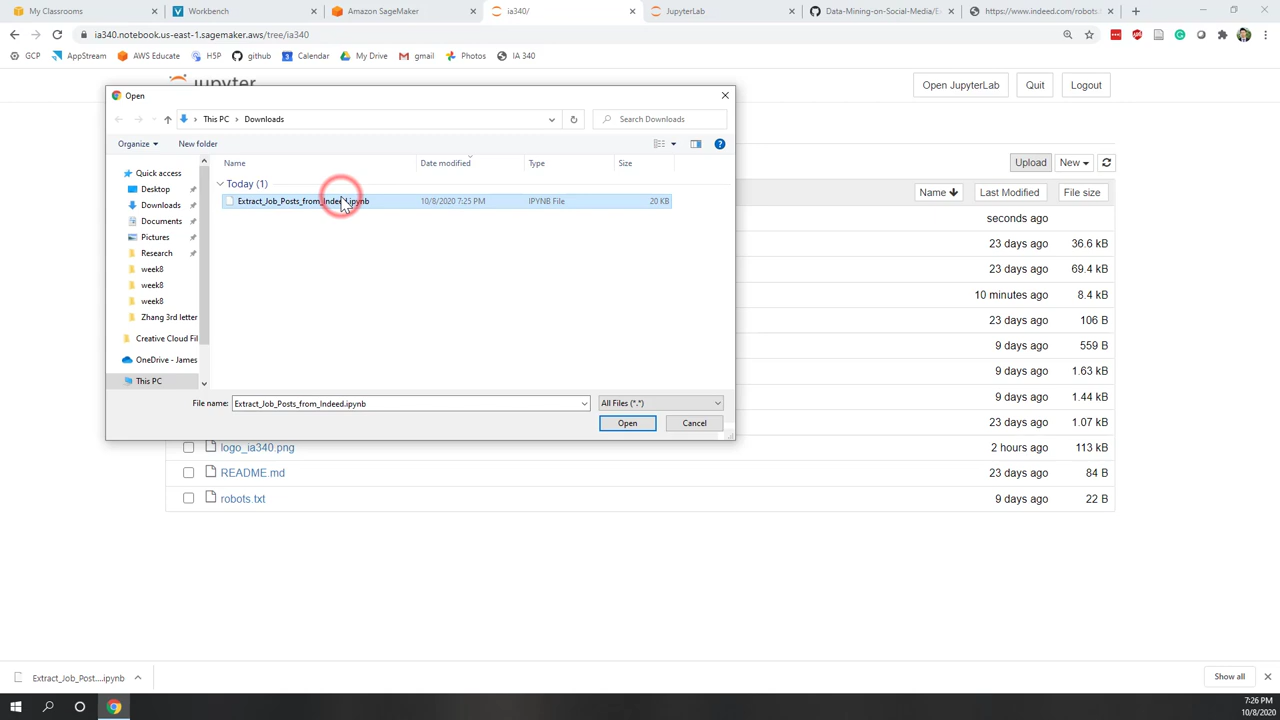 My Classrooms
Workbench
Amazon SageMaker
ia340/
JupyterLab
Data-Mining-on-Social-Media/E
https://www.indeed.com/robots.
ia340.notebook.us-east-1.sagemaker.aws/tree/ia340
GCP
AppStream
AWS Educate
H5P
github
Calendar
My Drive
gmail
Photos
IA 340
jupyter
Open JupyterLab
Quit
Logout
Open
This PC
Downloads
Search Downloads
Organize
New folder
Quick access
Desktop
Downloads
Documents
Pictures
Research
week8
week8
week8
Zhang 3rd letter
Creative Cloud Fil
OneDrive - James
This PC
Name
Date modified
Type
Size
Today (1)
Extract_Job_Posts_from_Indeed.ipynb
10/8/2020 7:25 PM
IPYNB File
20 KB
File name:
Extract_Job_Posts_from_Indeed.ipynb
All Files (*.*)
Open
Cancel
Upload
New
Name
Last Modified
File size
seconds ago
23 days ago
36.6 kB
23 days ago
69.4 kB
10 minutes ago
8.4 kB
23 days ago
106 B
9 days ago
559 B
9 days ago
1.63 kB
9 days ago
1.44 kB
23 days ago
1.07 kB
logo_ia340.png
2 hours ago
113 kB
README.md
23 days ago
84 B
robots.txt
9 days ago
22 B
Extract_Job_Post....ipynb
Show all
7:26 PM
10/8/2020